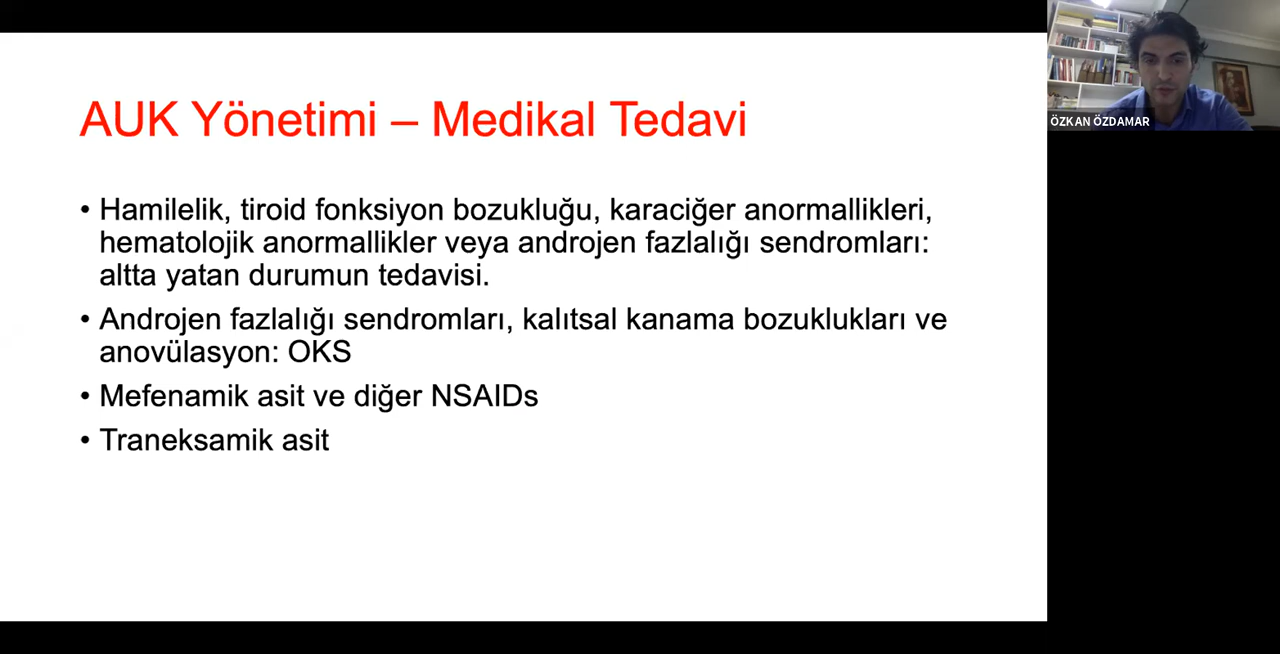 AUK Yönetimi – Medikal Tedavi
• Hamilelik, tiroid fonksiyon bozukluğu, karaciğer anormallikleri,
hematolojik anormallikler veya androjen fazlalığı sendromları:
altta yatan durumun tedavisi.
• Androjen fazlalığı sendromları, kalıtsal kanama bozuklukları ve
anovülasyon: OKS
• Mefenamik asit ve diğer NSAIDs
• Traneksamik asit
ÖZKAN ÖZDAMAR